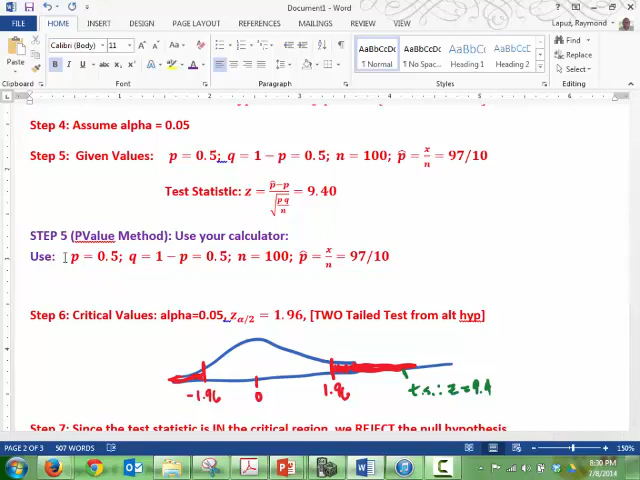 Document1 - Word
Lapuz, Raymond
FILE HOME INSERT DESIGN PAGE LAYOUT REFERENCES MAILINGS REVIEW VIEW
Calibri (Body) 11
AaBbCcDc AaBbCcDc AaBbCc AaBbCcD
¶ Normal ¶ No Spac... Heading 1 Heading 2
Find
Replace
Select
Paste
Clipboard Font Paragraph Styles Editing
Step 4: Assume alpha = 0.05
Step 5: Given Values: p = 0.5; q = 1 − p = 0.5; n = 100; p̂ = x/n = 97/10
Test Statistic: z = (p̂−p)/√(pq/n) = 9.40
STEP 5 (PValue Method): Use your calculator:
Use: p = 0.5; q = 1 − p = 0.5; n = 100; p̂ = x/n = 97/10
Step 6: Critical Values: alpha=0.05, z α/2 = 1.96, [TWO Tailed Test from alt hyp]
-1.96 0 1.96 t.s.: z=9.4
Step 7: Since the test statistic is IN the critical region, we REJECT the null hypothesis
PAGE 2 OF 3 507 WORDS 150%
8:30 PM
7/8/2014